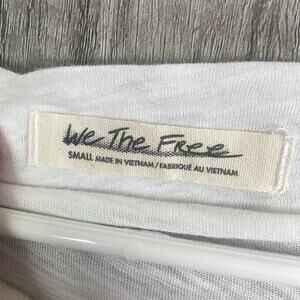 We The Free
SMALL MADE IN VIETNAM / FABRIQUÉ AU VIETNAM